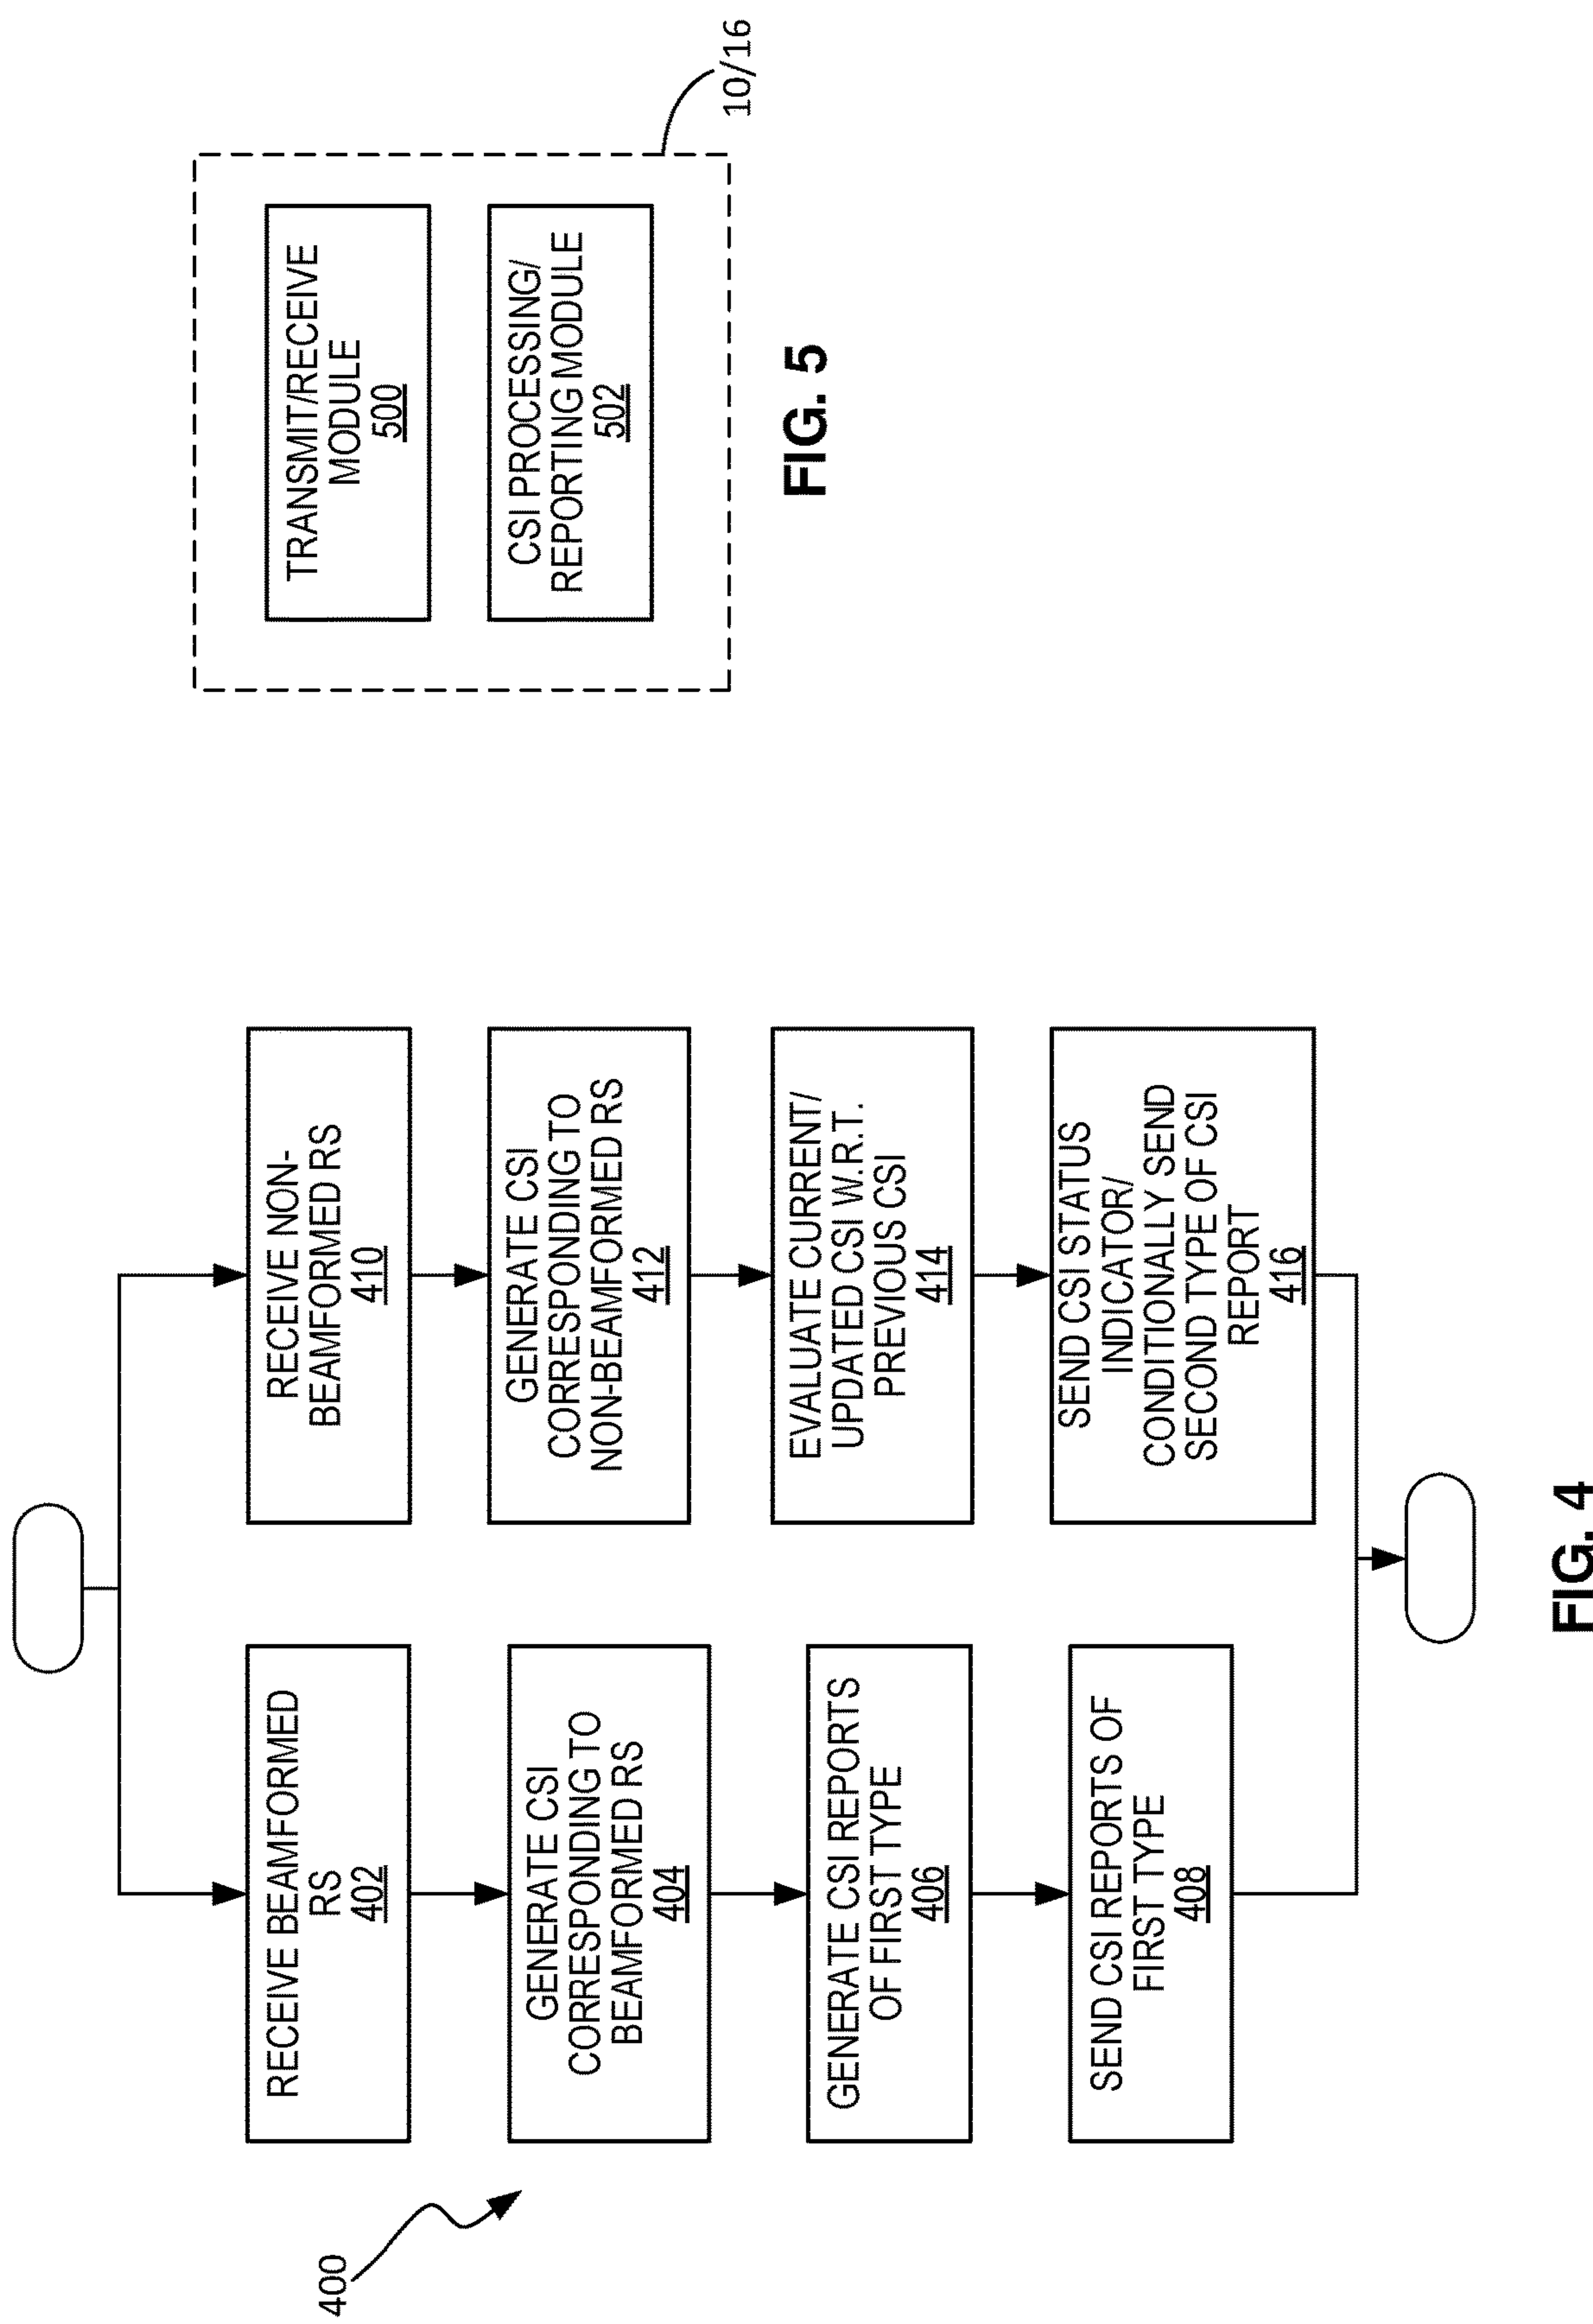 400
RECEIVE BEAMFORMED
RS
402
GENERATE CSI
CORRESPONDING TO
BEAMFORMED RS
404
GENERATE CSI REPORTS
OF FIRST TYPE
406
SEND CSI REPORTS OF
FIRST TYPE
408
RECEIVE NON-
BEAMFORMED RS
410
GENERATE CSI
CORRESPONDING TO
NON-BEAMFORMED RS
412
EVALUATE CURRENT/
UPDATED CSI W.R.T.
PREVIOUS CSI
414
SEND CSI STATUS
INDICATOR/
CONDITIONALLY SEND
SECOND TYPE OF CSI
REPORT
416
FIG. 4
TRANSMIT/RECEIVE
MODULE
500
CSI PROCESSING/
REPORTING MODULE
502
10/16
FIG. 5